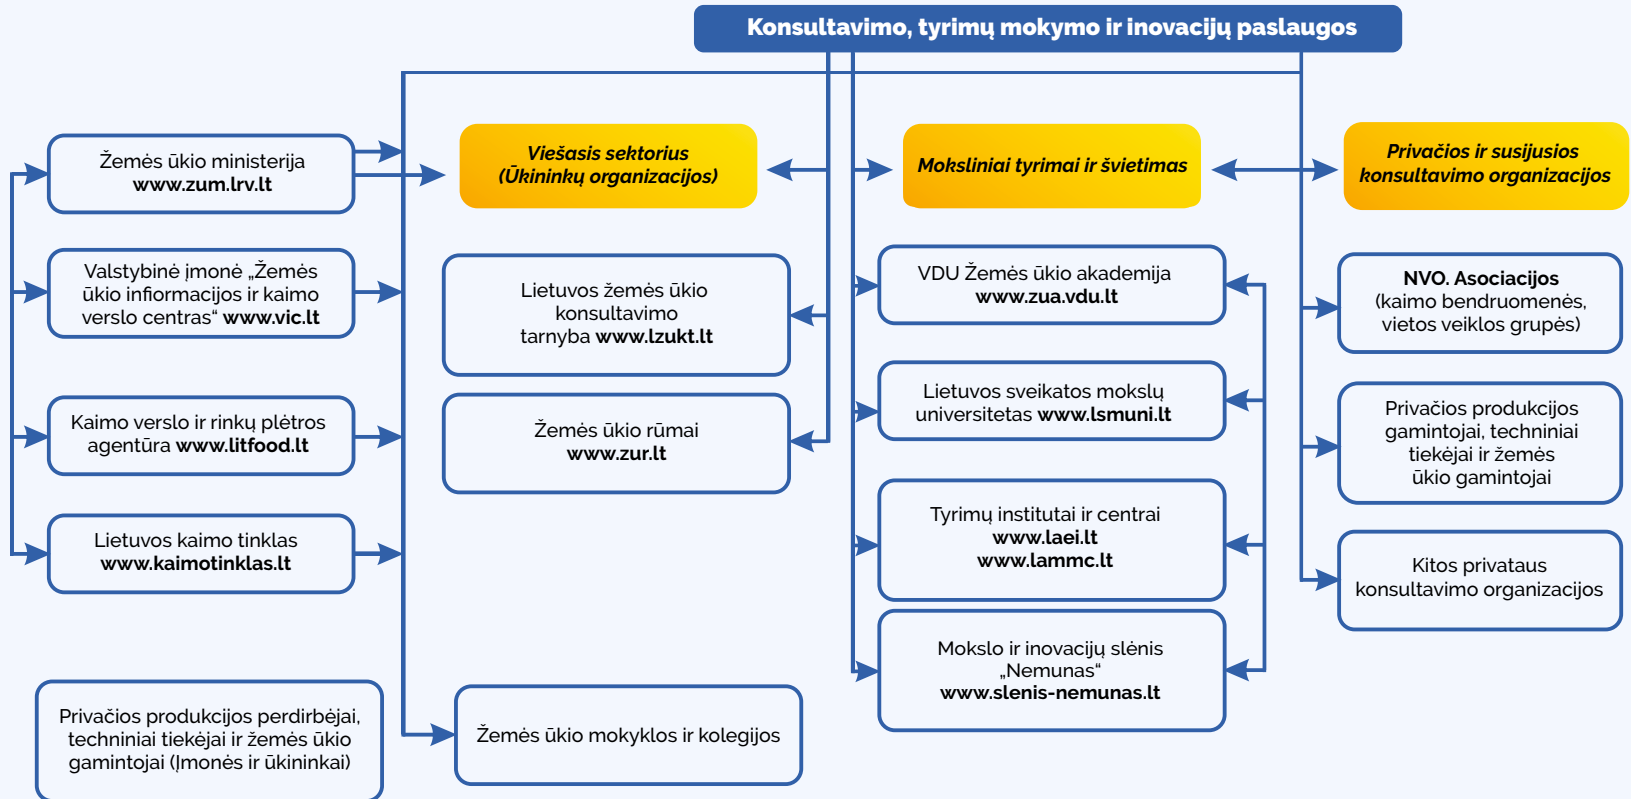 Konsultavimo, tyrimų mokymo ir inovacijų paslaugos
Žemės ūkio ministerija
www.zum.lrv.lt
Valstybinė įmonė „Žemės
ūkio infiormacijos ir kaimo
verslo centras“ www.vic.lt
Kaimo verslo ir rinkų plėtros
agentūra www.litfood.lt
Lietuvos kaimo tinklas
www.kaimotinklas.lt
Privačios produkcijos perdirbėjai,
techniniai tiekėjai ir žemės ūkio
gamintojai (Įmonės ir ūkininkai)
Viešasis sektorius
(Ūkininkų organizacijos)
Lietuvos žemės ūkio
konsultavimo
tarnyba www.lzukt.lt
Žemės ūkio rūmai
www.zur.lt
Žemės ūkio mokyklos ir kolegijos
Moksliniai tyrimai ir švietimas
VDU Žemės ūkio akademija
www.zua.vdu.lt
Lietuvos sveikatos mokslų
universitetas www.lsmuni.lt
Tyrimų institutai ir centrai
www.laei.lt
www.lammc.lt
Mokslo ir inovacijų slėnis
„Nemunas“
www.slenis-nemunas.lt
Privačios ir susijusios
konsultavimo organizacijos
NVO. Asociacijos
(kaimo bendruomenės,
vietos veiklos grupės)
Privačios produkcijos
gamintojai, techniniai
tiekėjai ir žemės
ūkio gamintojai
Kitos privataus
konsultavimo organizacijos